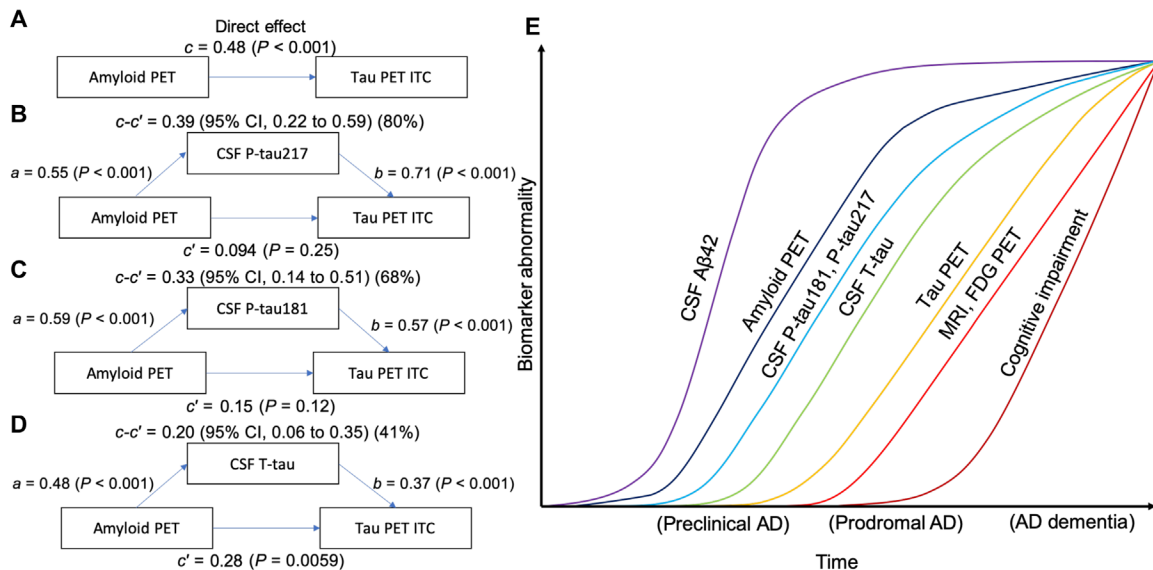 A
Direct effect
c = 0.48 (P < 0.001)
Amyloid PET
Tau PET ITC
B
c-c′ = 0.39 (95% CI, 0.22 to 0.59) (80%)
CSF P-tau217
a = 0.55 (P < 0.001)
b = 0.71 (P < 0.001)
Amyloid PET
Tau PET ITC
c′ = 0.094 (P = 0.25)
C
c-c′ = 0.33 (95% CI, 0.14 to 0.51) (68%)
CSF P-tau181
a = 0.59 (P < 0.001)
b = 0.57 (P < 0.001)
Amyloid PET
Tau PET ITC
c′ = 0.15 (P = 0.12)
D
c-c′ = 0.20 (95% CI, 0.06 to 0.35) (41%)
CSF T-tau
a = 0.48 (P < 0.001)
b = 0.37 (P < 0.001)
Amyloid PET
Tau PET ITC
c′ = 0.28 (P = 0.0059)
E
Biomarker abnormality
CSF Aβ42
Amyloid PET
CSF P-tau181, P-tau217
CSF T-tau
Tau PET
MRI, FDG PET
Cognitive impairment
(Preclinical AD)
(Prodromal AD)
(AD dementia)
Time